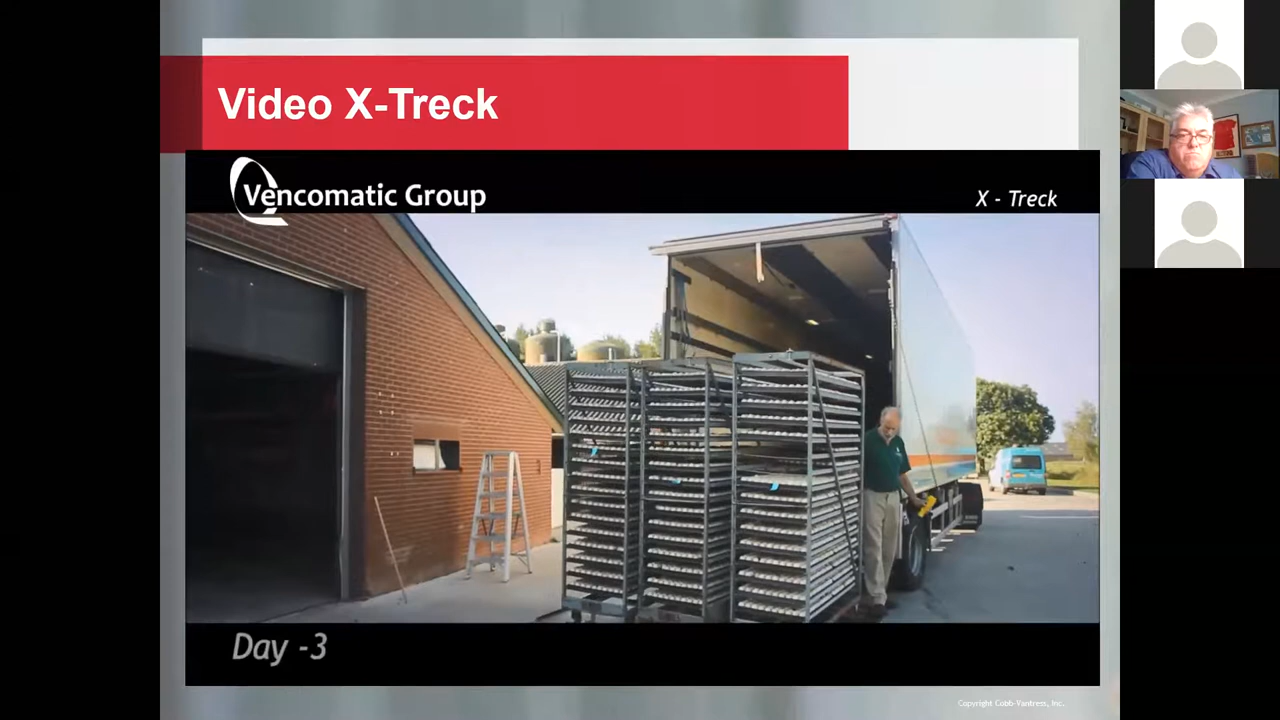 Video X-Treck
Vencomatic Group
X - Treck
Day -3
Copyright Cobb-Vantress, Inc.